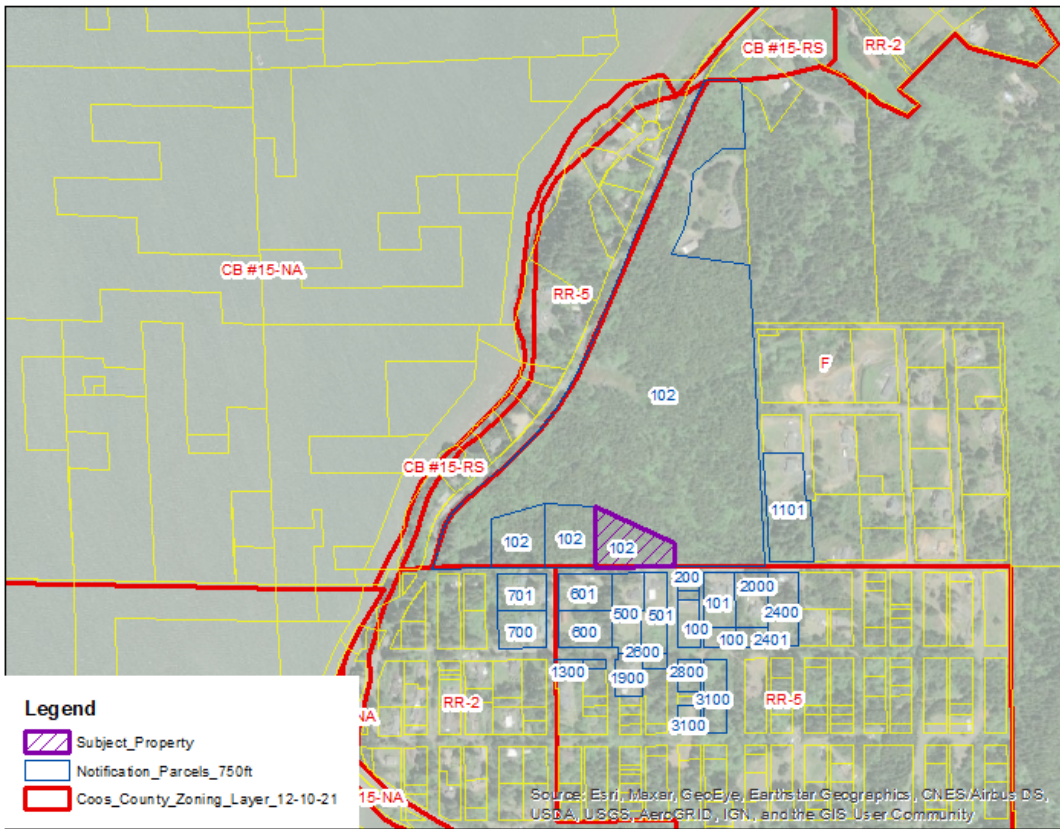 CB #15-RS
RR-2
CB #15-NA
RR-5
F
102
CB #15-RS
1101
102
102
102
200
701
601
500
501
101
2000
2400
700
600
100
100
2401
2600
1300
1900
2800
3100
RR-2
RR-5
3100
NA
15-NA
Legend
Subject_Property
Notification_Parcels_750ft
Coos_County_Zoning_Layer_12-10-21
Source: Esri, Maxar, GeoEye, Earthstar Geographics, CNES/Airbus DS,
USDA, USGS, AeroGRID, IGN, and the GIS User Community